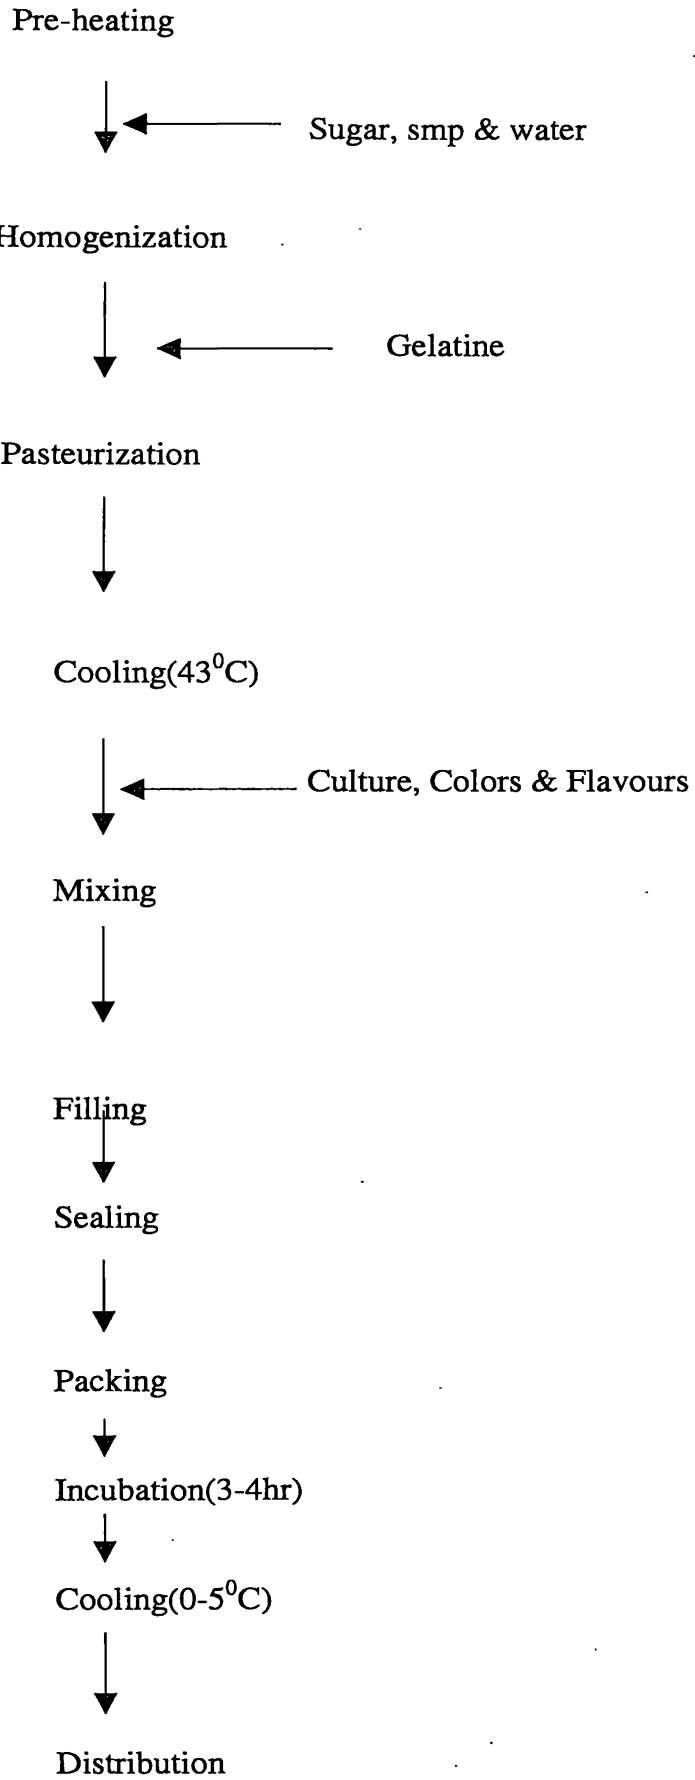 Pre-heating
Sugar, smp & water
Homogenization
Gelatine
Pasteurization
Cooling(43⁰C)
Culture, Colors & Flavours
Mixing
Filling
Sealing
Packing
Incubation(3-4hr)
Cooling(0-5⁰C)
Distribution